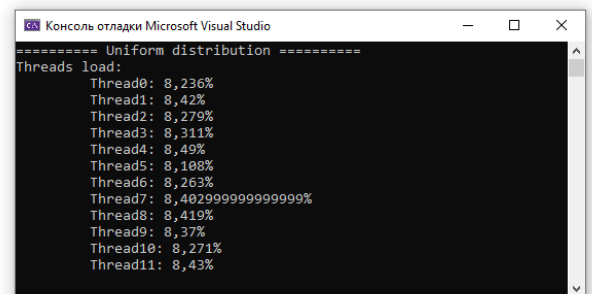 Консоль отладки Microsoft Visual Studio
========== Uniform distribution ==========
Threads load:
Thread0: 8,236%
Thread1: 8,42%
Thread2: 8,279%
Thread3: 8,311%
Thread4: 8,49%
Thread5: 8,108%
Thread6: 8,263%
Thread7: 8,402999999999999%
Thread8: 8,419%
Thread9: 8,37%
Thread10: 8,271%
Thread11: 8,43%